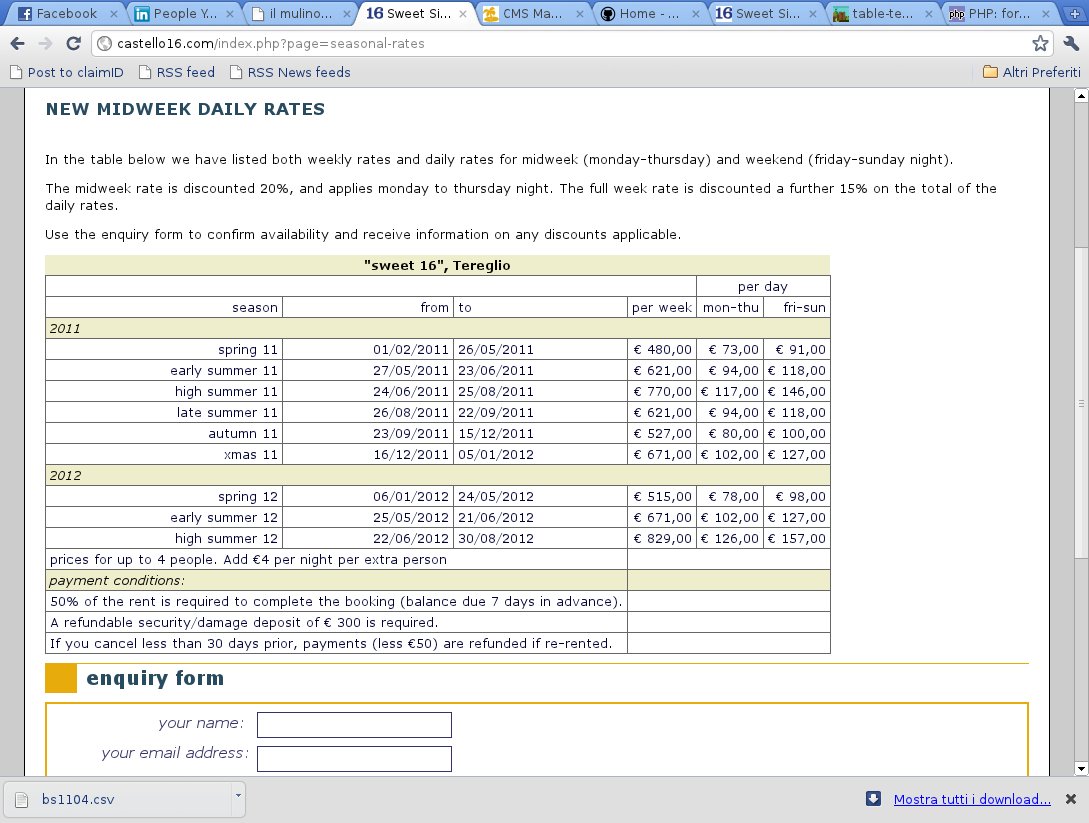 Facebook
People Y...
il mulino...
16 Sweet Si...
CMS Ma...
Home - ...
16 Sweet Si...
table-te...
php PHP: for...
castello16.com/index.php?page=seasonal-rates
Post to claimID RSS feed RSS News feeds Altri Preferiti
NEW MIDWEEK DAILY RATES
In the table below we have listed both weekly rates and daily rates for midweek (monday-thursday) and weekend (friday-sunday night).
The midweek rate is discounted 20%, and applies monday to thursday night. The full week rate is discounted a further 15% on the total of the
daily rates.
Use the enquiry form to confirm availability and receive information on any discounts applicable.
"sweet 16", Tereglio
per day
season from to per week mon-thu fri-sun
2011
spring 11 01/02/2011 26/05/2011 € 480,00 € 73,00 € 91,00
early summer 11 27/05/2011 23/06/2011 € 621,00 € 94,00 € 118,00
high summer 11 24/06/2011 25/08/2011 € 770,00 € 117,00 € 146,00
late summer 11 26/08/2011 22/09/2011 € 621,00 € 94,00 € 118,00
autumn 11 23/09/2011 15/12/2011 € 527,00 € 80,00 € 100,00
xmas 11 16/12/2011 05/01/2012 € 671,00 € 102,00 € 127,00
2012
spring 12 06/01/2012 24/05/2012 € 515,00 € 78,00 € 98,00
early summer 12 25/05/2012 21/06/2012 € 671,00 € 102,00 € 127,00
high summer 12 22/06/2012 30/08/2012 € 829,00 € 126,00 € 157,00
prices for up to 4 people. Add €4 per night per extra person
payment conditions:
50% of the rent is required to complete the booking (balance due 7 days in advance).
A refundable security/damage deposit of € 300 is required.
If you cancel less than 30 days prior, payments (less €50) are refunded if re-rented.
enquiry form
your name:
your email address:
bs1104.csv
Mostra tutti i download...